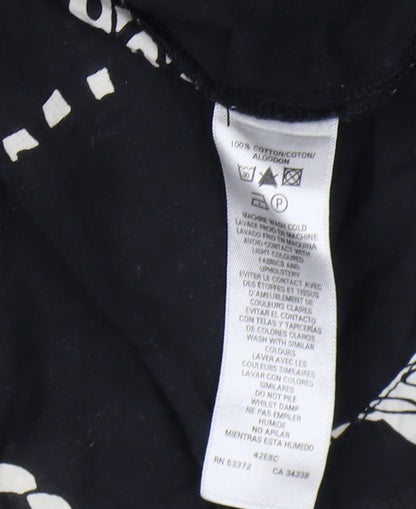 100% COTTON/COTON/
ALGODON
P
MACHINE WASH COLD
LAVAGE FROID EN MACHINE
LAVADO FRIO EN MAQUINA
AVOID CONTACT WITH
LIGHT COLOURED
FABRICS AND
UPHOLSTERY
EVITER LE CONTACT AVEC
DES ÉTOFFES ET TISSUS
D'AMEUBLEMENT DE
COULEURS CLAIRES
EVITAR EL CONTACTO
CON TELAS Y TAPICERIAS
DE COLORES CLAROS
WASH WITH SIMILAR
COLOURS
LAVER AVEC LES
COULEURS SIMILAIRES
LAVAR CON COLORES
SIMILARES
DO NOT PILE
WHILST DAMP
NE PAS EMPILER
HUMIDE
NO APILAR
MIENTRAS ESTA HUMEDO
42EBC
RN 53372 CA 34338